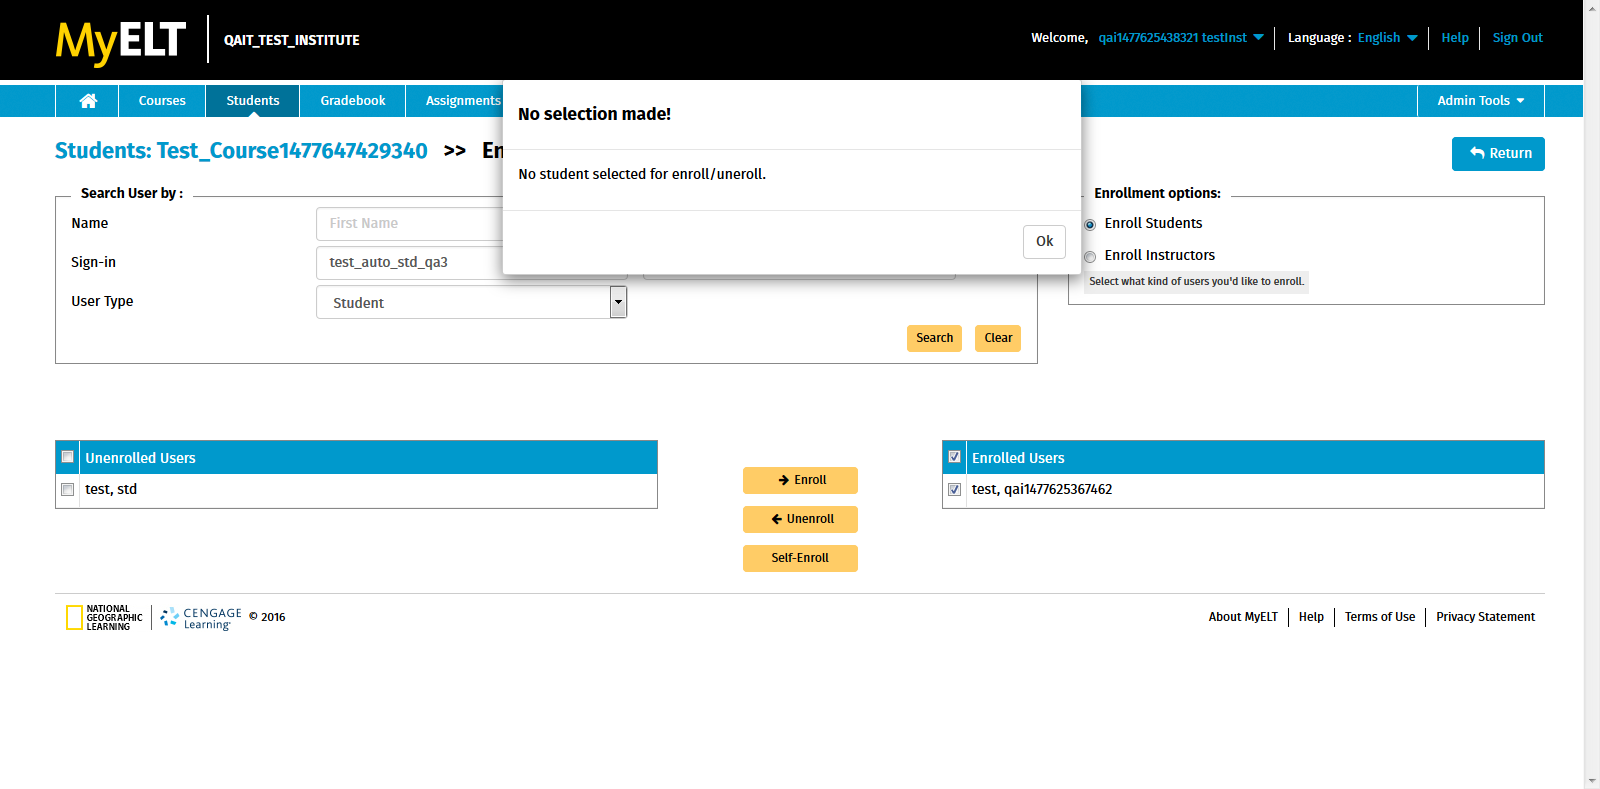 MyELT QAIT_TEST_INSTITUTE Welcome, qai1477625438321 testInst Language : English Help Sign Out
Courses Students Gradebook Assignments Admin Tools
No selection made!
Students: Test_Course1477647429340 >> En Return
No student selected for enroll/uneroll.
Search User by : Enrollment options:
Name First Name Enroll Students
Ok
Sign-in test_auto_std_qa3 Enroll Instructors
Select what kind of users you'd like to enroll.
User Type Student
Search Clear
Unenrolled Users Enrolled Users
test, std test, qai1477625367462
Enroll
Unenroll
Self-Enroll
NATIONAL
GEOGRAPHIC
LEARNING
CENGAGE
Learning
© 2016 About MyELT Help Terms of Use Privacy Statement